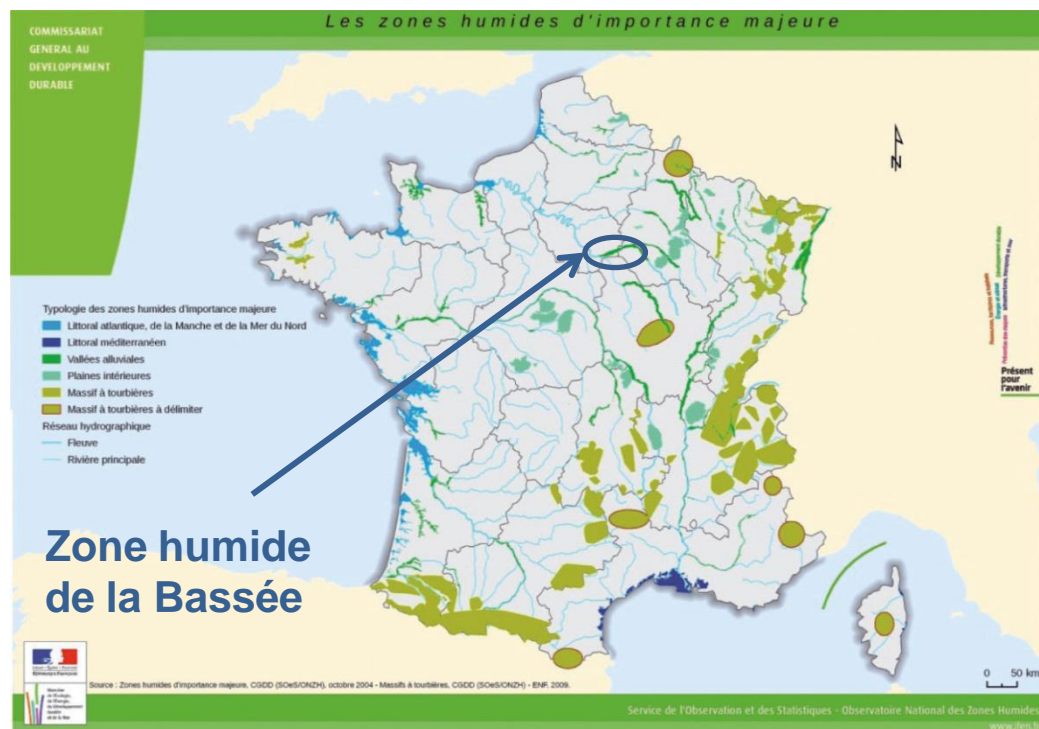 Les zones humides d'importance majeure
COMMISSARIAT
GENERAL AU
DEVELOPPEMENT
DURABLE
N
Typologie des zones humides d'importance majeure
Littoral atlantique, de la Manche et de la Mer du Nord
Littoral méditerranéen
Vallées alluviales
Plaines intérieures
Massif à tourbières
Massif à tourbières à délimiter
Réseau hydrographique
Fleuve
Rivière principale
Présent
pour
l'avenir
Zone humide
de la Bassée
0 50 km
Source : Zones humides d'importance majeure, CGDD (SOeS/ONZH), octobre 2004 - Massifs à tourbières, CGDD (SOeS/ONZH) - ENF, 2009.
Service de l'Observation et des Statistiques - Observatoire National des Zones Humides
www.ifen.fr